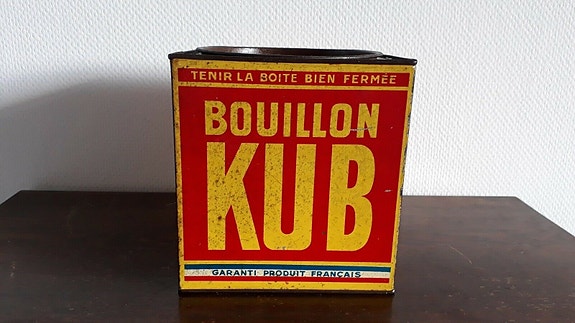 TENIR LA BOITE BIEN FERMÉE
BOUILLON
KUB
GARANTI PRODUIT FRANÇAIS